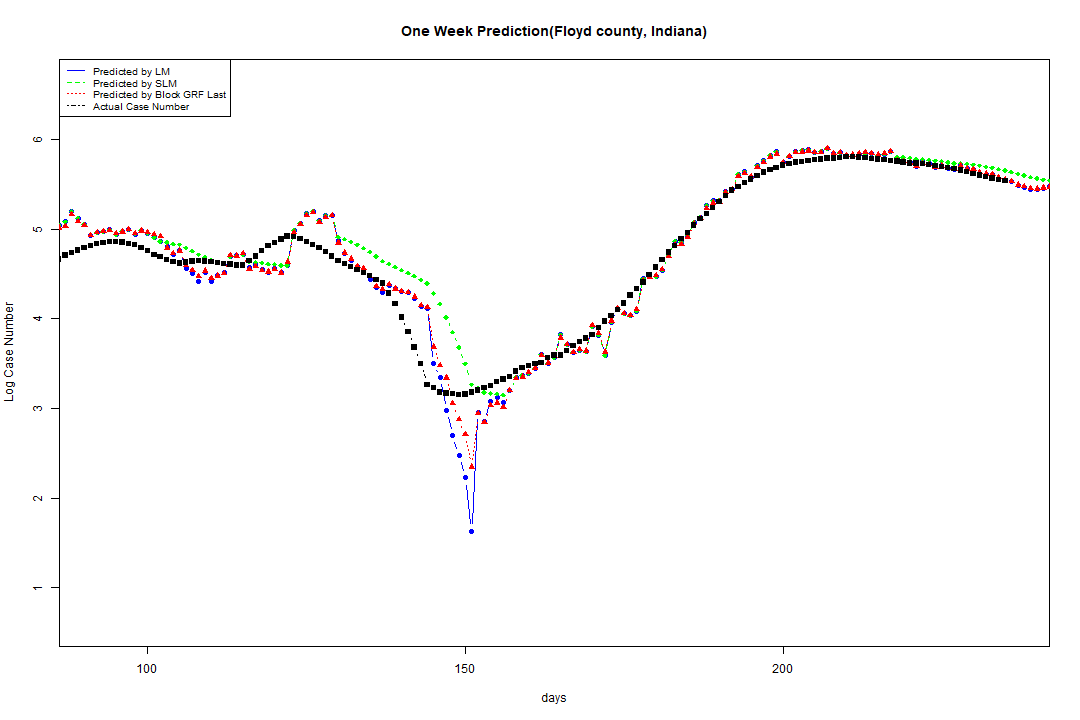 One Week Prediction(Floyd county, Indiana)
Predicted by LM
Predicted by SLM
Predicted by Block GRF Last
Actual Case Number
6
5
4
3
2
1
Log Case Number
100 150 200
days